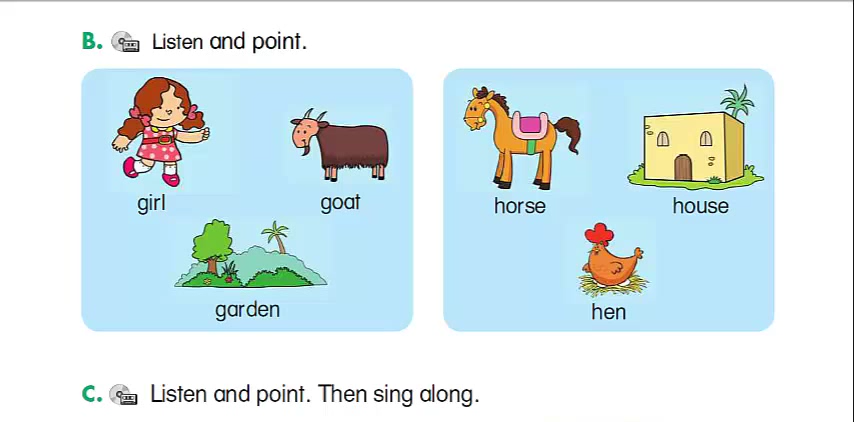 B. Listen and point.
girl
goat
garden
horse
house
hen
C. Listen and point. Then sing along.